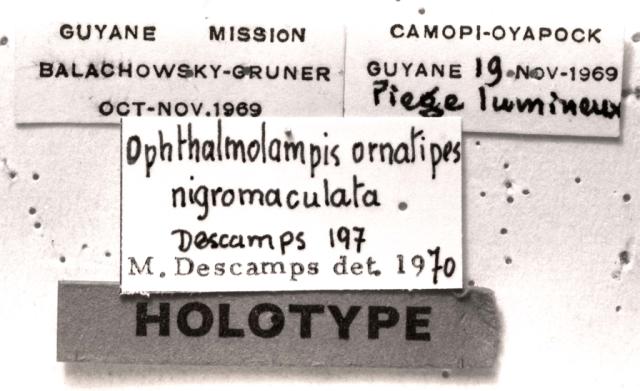 GUYANE MISSION
BALACHOWSKY-GRUNER
OCT-NOV.1969
CAMOPI-OYAPOCK
GUYANE 19-NOV-1969
Piege lumineux
Ophthalmolampis ornatipes
nigromaculata.
Descamps 197
M. Descamps det. 1970
HOLOTYPE